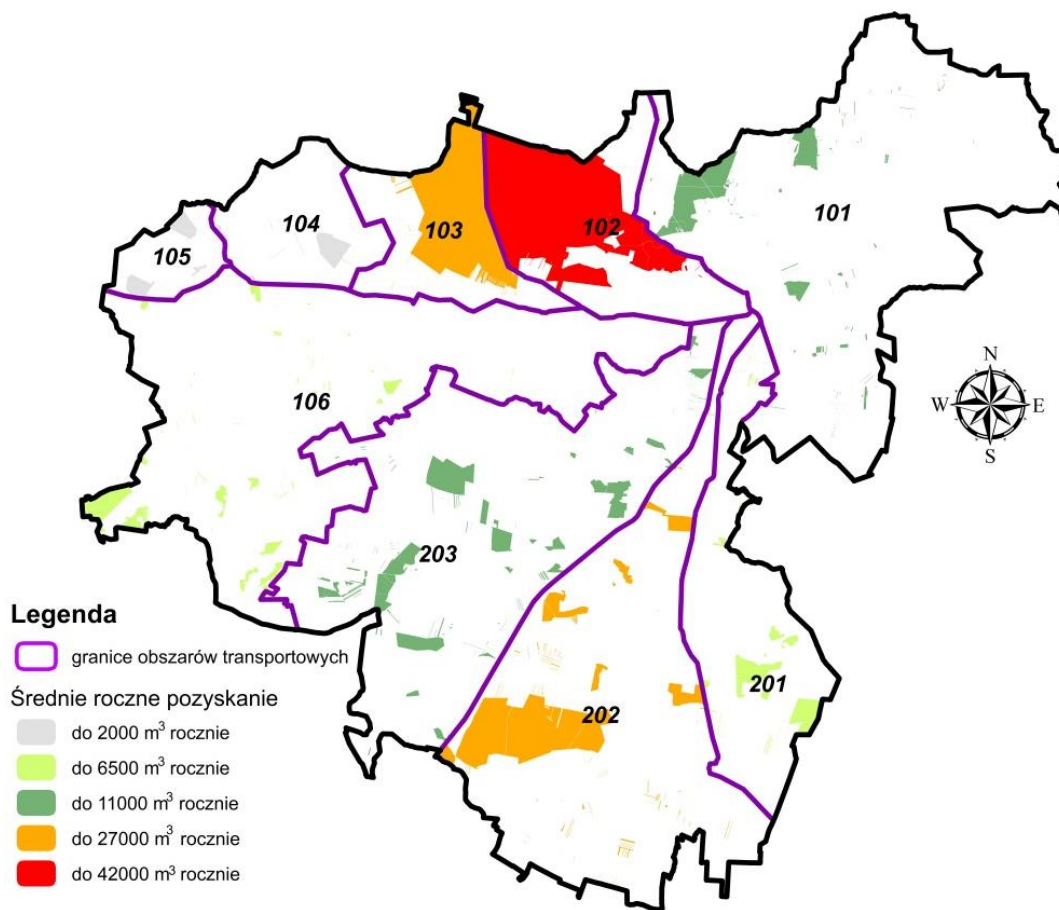 104
103
102
101
105
106
N
W
E
S
203
202
201
Legenda
granice obszarów transportowych
Średnie roczne pozyskanie
do 2000 m³ rocznie
do 6500 m³ rocznie
do 11000 m³ rocznie
do 27000 m³ rocznie
do 42000 m³ rocznie